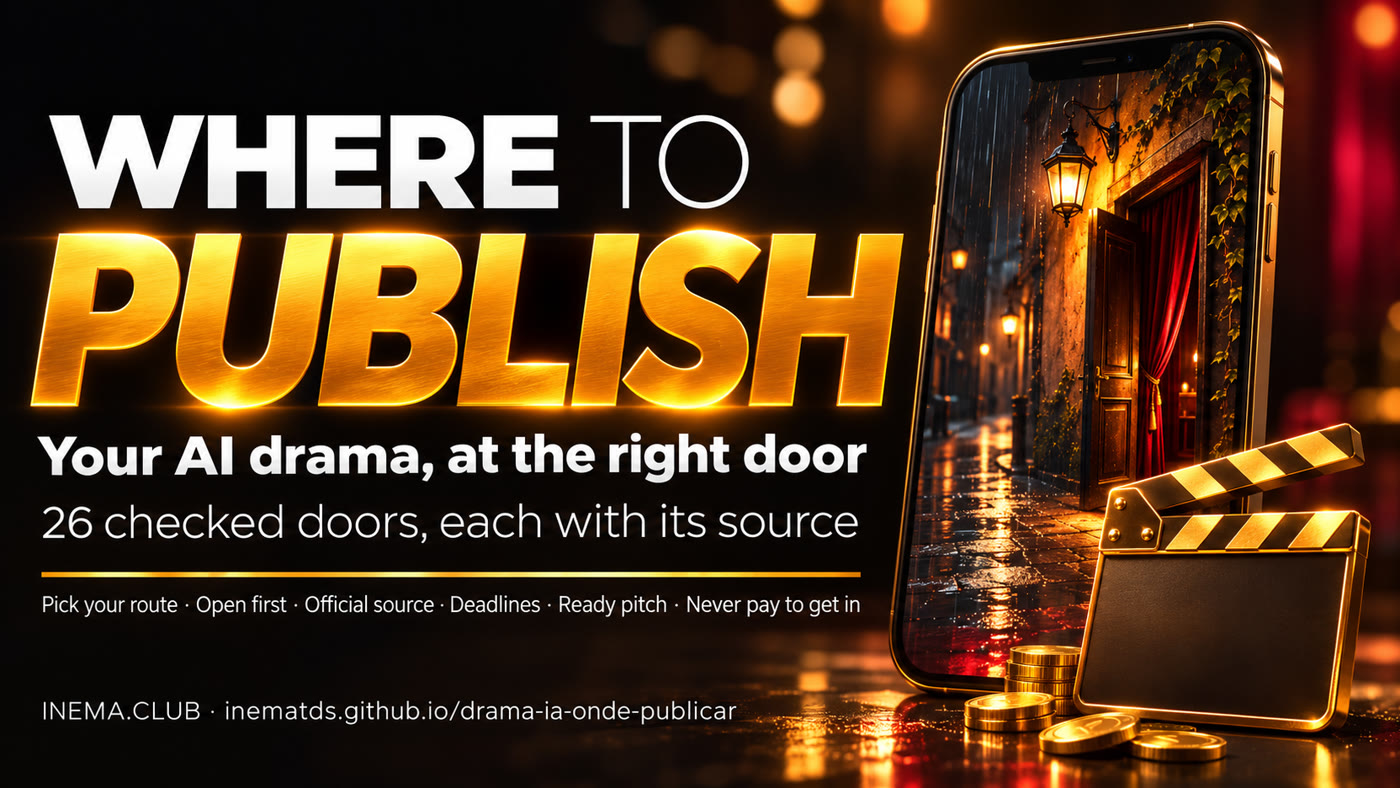 WHERE TO
PUBLISH
Your AI drama, at the right door
26 checked doors, each with its source
Pick your route · Open first · Official source · Deadlines · Ready pitch · Never pay to get in
INEMA.CLUB · inematds.github.io/drama-ia-onde-publicar